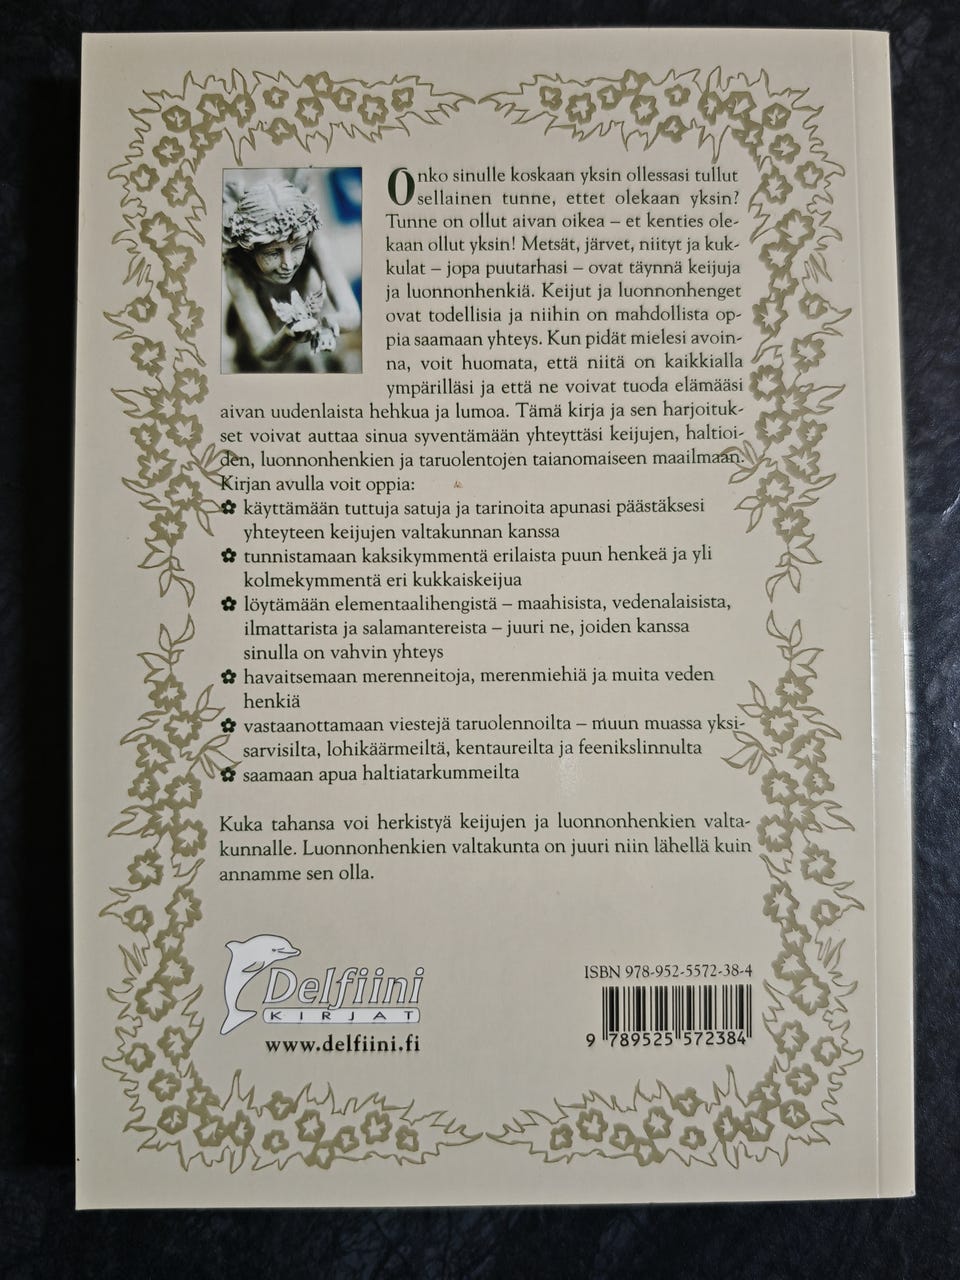 Onko sinulle koskaan yksin ollessasi tullut
sellainen tunne, ettet olekaan yksin?
Tunne on ollut aivan oikea – et kenties ole-
kaan ollut yksin! Metsät, järvet, niityt ja kuk-
kulat – jopa puutarhasi – ovat täynnä keijuja
ja luonnonhenkiä. Keijut ja luonnonhenget
ovat todellisia ja niihin on mahdollista op-
pia saamaan yhteys. Kun pidät mielesi avoin-
na, voit huomata, että niitä on kaikkialla
ympärilläsi ja että ne voivat tuoda elämääsi
aivan uudenlaista hehkua ja lumoa. Tämä kirja ja sen harjoituk-
set voivat auttaa sinua syventämään yhteyttäsi keijujen, haltioi-
den, luonnonhenkien ja taruolentojen taianomaiseen maailmaan.
Kirjan avulla voit oppia:
✿ käyttämään tuttuja satuja ja tarinoita apunasi päästäksesi
yhteyteen keijujen valtakunnan kanssa
✿ tunnistamaan kaksikymmentä erilaista puun henkeä ja yli
kolmekymmentä eri kukkaiskeijua
✿ löytämään elementaalihengistä – maahisista, vedenalaisista,
ilmattarista ja salamantereista – juuri ne, joiden kanssa
sinulla on vahvin yhteys
✿ havaitsemaan merenneitoja, merenmiehiä ja muita veden
henkiä
✿ vastaanottamaan viestejä taruolennoilta – muun muassa yksi-
sarvisilta, lohikäärmeiltä, kentaureilta ja feenikslinnulta
✿ saamaan apua haltiatarkummeilta
Kuka tahansa voi herkistyä keijujen ja luonnonhenkien valta-
kunnalle. Luonnonhenkien valtakunta on juuri niin lähellä kuin
annamme sen olla.
Delfiini
KIRJAT
www.delfiini.fi
ISBN 978-952-5572-38-4
9 789525 572384